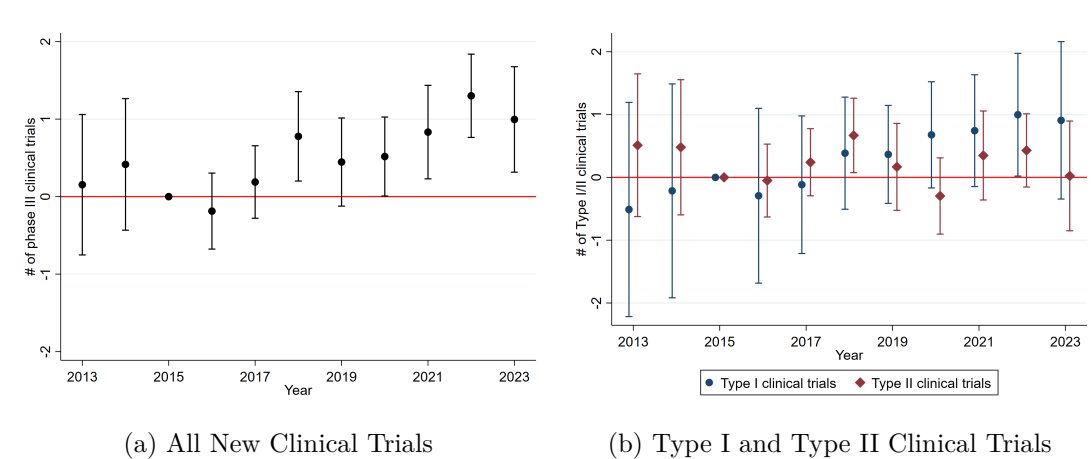 # of phase III clinical trials
2
1
0
-1
-2
2013 2015 2017 2019 2021 2023
Year
(a) All New Clinical Trials
# of Type I/II clinical trials
2
1
0
-1
-2
2013 2015 2017 2019 2021 2023
Year
Type I clinical trials Type II clinical trials
(b) Type I and Type II Clinical Trials